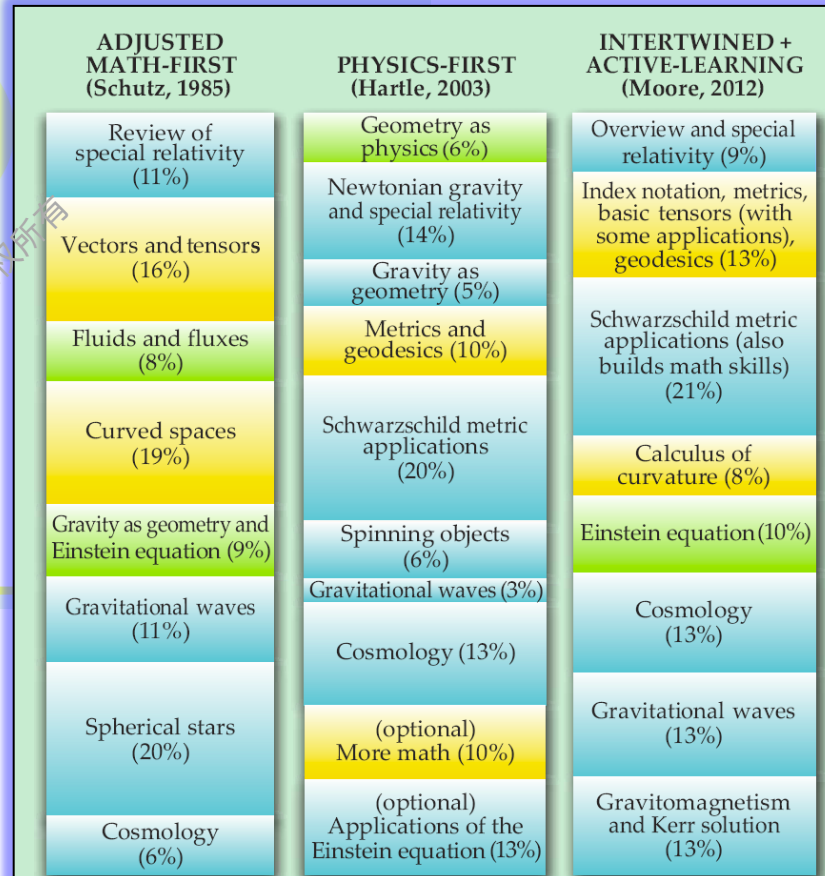 ADJUSTED
MATH-FIRST
(Schutz, 1985)
Review of
special relativity
(11%)
Vectors and tensors
(16%)
Fluids and fluxes
(8%)
Curved spaces
(19%)
Gravity as geometry and
Einstein equation (9%)
Gravitational waves
(11%)
Spherical stars
(20%)
Cosmology
(6%)
PHYSICS-FIRST
(Hartle, 2003)
Geometry as
physics (6%)
Newtonian gravity
and special relativity
(14%)
Gravity as
geometry (5%)
Metrics and
geodesics (10%)
Schwarzschild metric
applications
(20%)
Spinning objects
(6%)
Gravitational waves (3%)
Cosmology (13%)
(optional)
More math (10%)
(optional)
Applications of the
Einstein equation (13%)
INTERTWINED +
ACTIVE-LEARNING
(Moore, 2012)
Overview and special
relativity (9%)
Index notation, metrics,
basic tensors (with
some applications),
geodesics (13%)
Schwarzschild metric
applications (also
builds math skills)
(21%)
Calculus of
curvature (8%)
Einstein equation (10%)
Cosmology
(13%)
Gravitational waves
(13%)
Gravitomagnetism
and Kerr solution
(13%)
所有